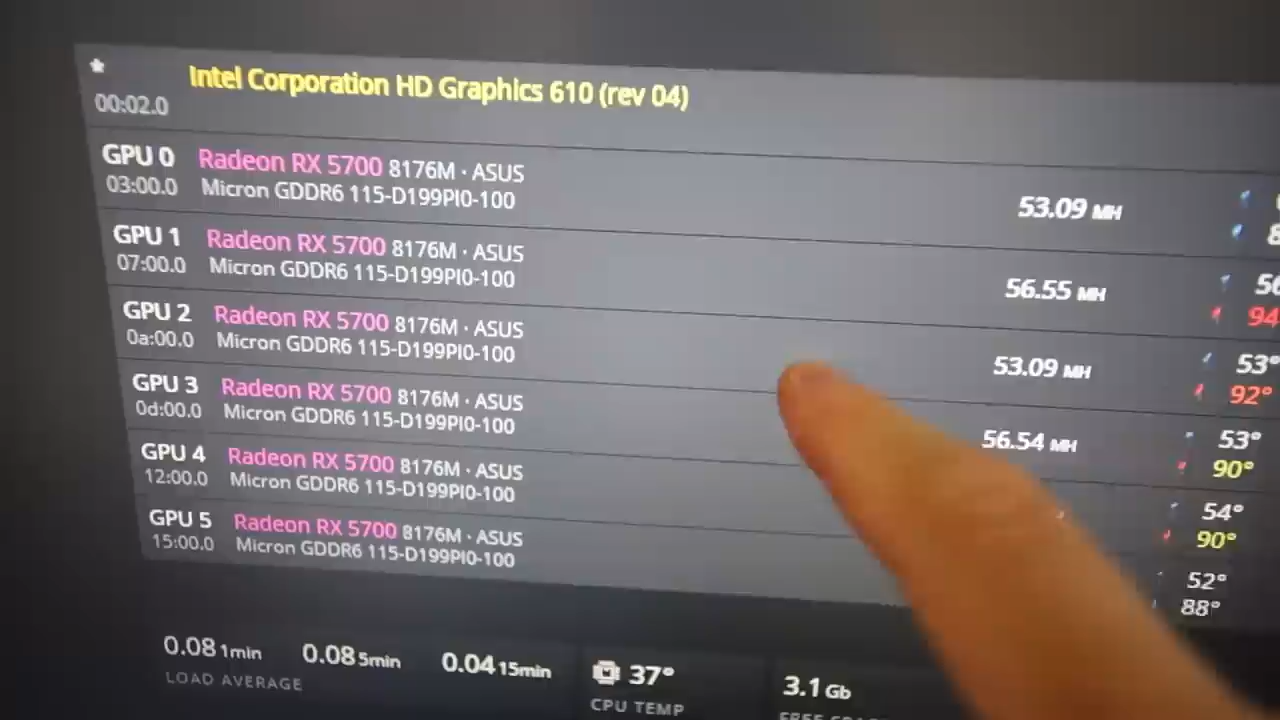 Intel Corporation HD Graphics 610 (rev 04)
00:02.0
GPU 0 Radeon RX 5700 8176M · ASUS
03:00.0 Micron GDDR6 115-D199PI0-100
53.09 MH
GPU 1 Radeon RX 5700 8176M · ASUS
07:00.0 Micron GDDR6 115-D199PI0-100
56.55 MH
94
GPU 2 Radeon RX 5700 8176M · ASUS
0a:00.0 Micron GDDR6 115-D199PI0-100
53.09 MH
53°
92°
GPU 3 Radeon RX 5700 8176M · ASUS
0d:00.0 Micron GDDR6 115-D199PI0-100
56.54 MH
53°
90°
GPU 4 Radeon RX 5700 8176M · ASUS
12:00.0 Micron GDDR6 115-D199PI0-100
54°
90°
GPU 5 Radeon RX 5700 8176M · ASUS
15:00.0 Micron GDDR6 115-D199PI0-100
52°
88°
0.08 1min 0.08 5min 0.04 15min
LOAD AVERAGE
37°
CPU TEMP
3.1 Gb
FREE